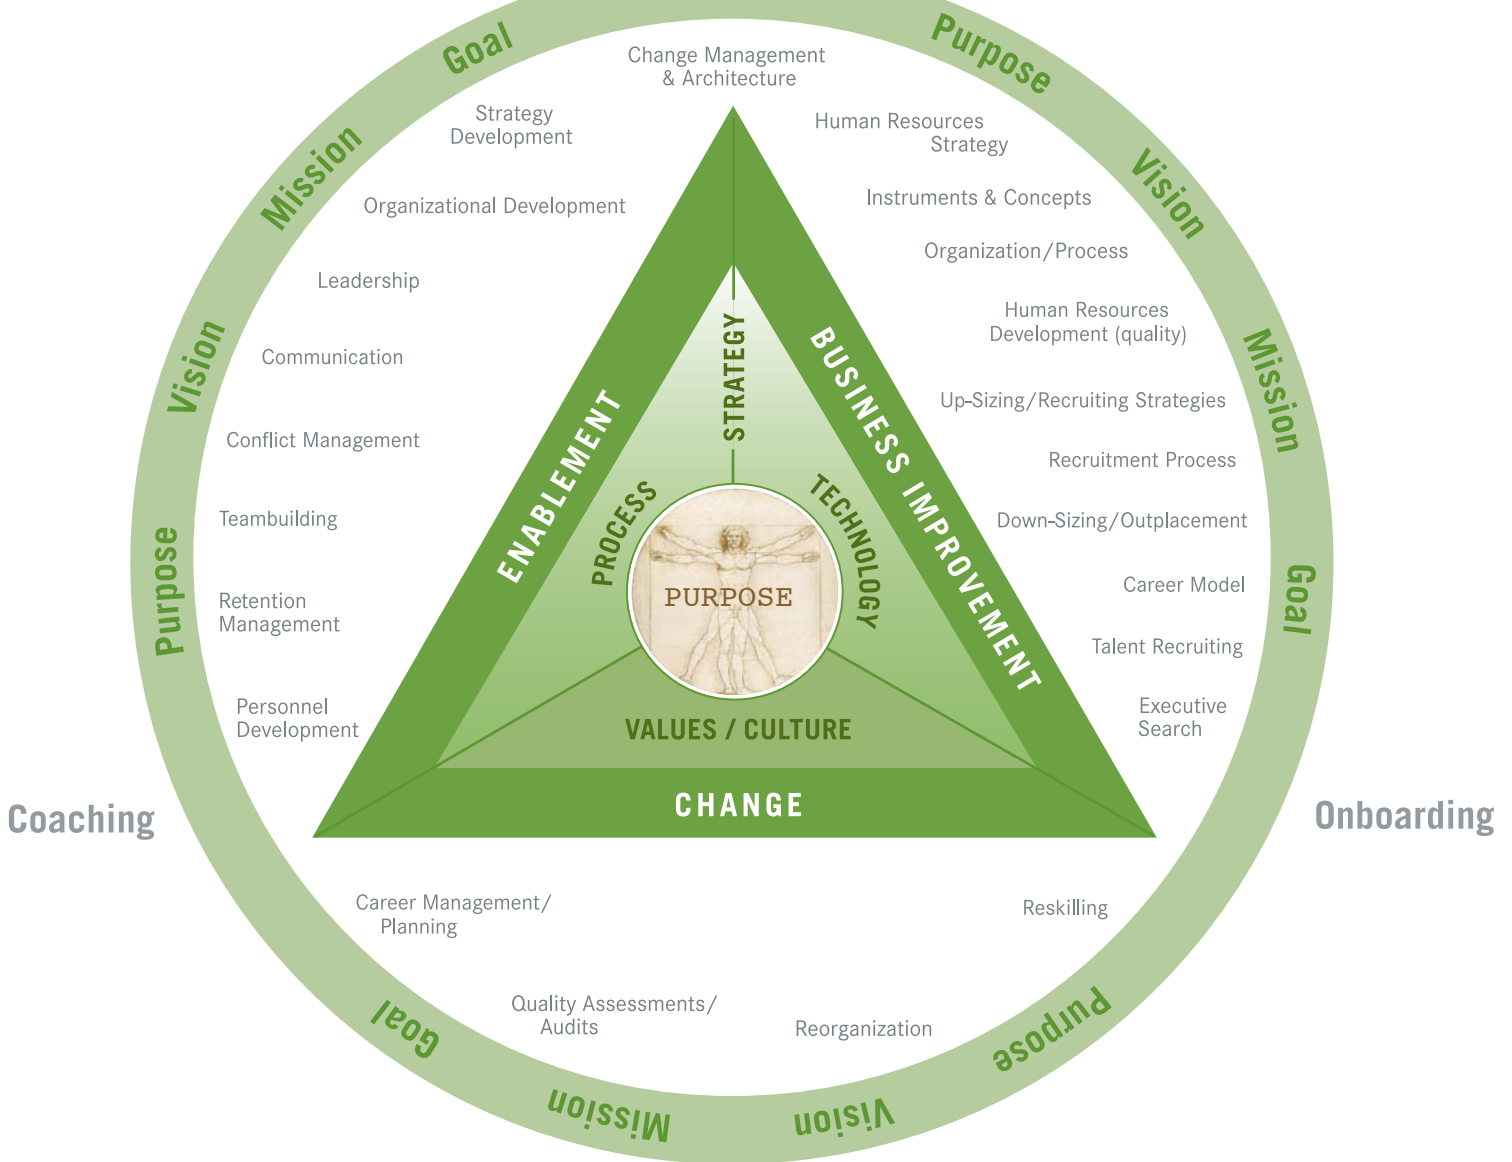 Goal
Purpose
Change Management
& Architecture
Strategy
Development
Human Resources
Strategy
Mission
Vision
Organizational Development
Instruments & Concepts
Organization/Process
Leadership
Human Resources
Development (quality)
Vision
Mission
Communication
Up-Sizing/Recruiting Strategies
Conflict Management
Recruitment Process
Teambuilding
Down-Sizing/Outplacement
Purpose
Goal
Retention
Management
Career Model
Talent Recruiting
Personnel
Development
Executive
Search
ENABLEMENT
BUSINESS IMPROVEMENT
CHANGE
STRATEGY
PROCESS
TECHNOLOGY
PURPOSE
VALUES / CULTURE
Coaching
Onboarding
Career Management/
Planning
Reskilling
Quality Assessments/
Audits
Reorganization
Goal
Mission
Vision
Purpose